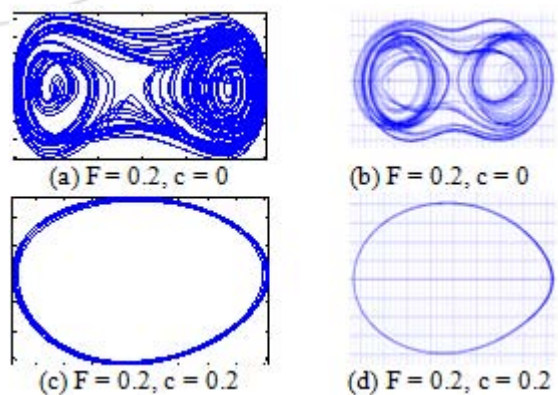 (a) F = 0.2, c = 0
(b) F = 0.2, c = 0
(c) F = 0.2, c = 0.2
(d) F = 0.2, c = 0.2